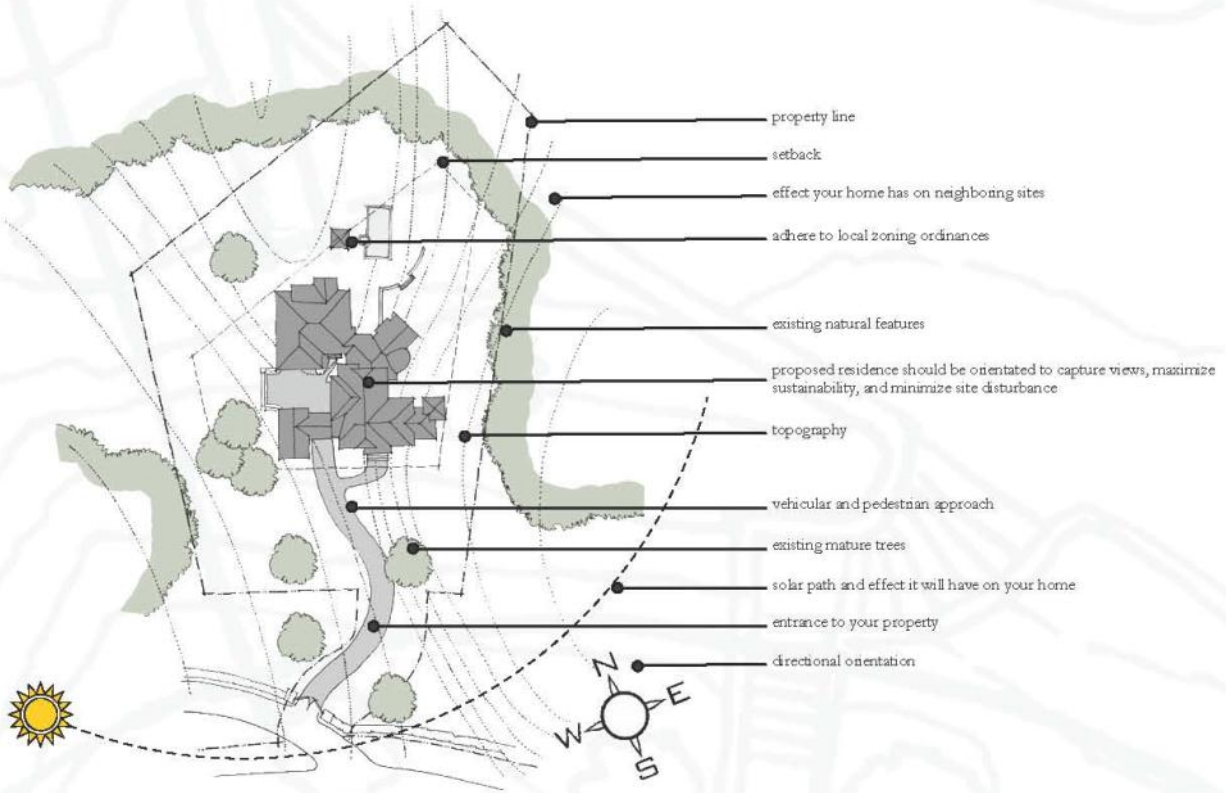 property line
setback
effect your home has on neighboring sites
adhere to local zoning ordinances
existing natural features
proposed residence should be orientated to capture views, maximize
sustainability, and minimize site disturbance
topography
vehicular and pedestrian approach
existing mature trees
solar path and effect it will have on your home
entrance to your property
directional orientation
N
E
W
S